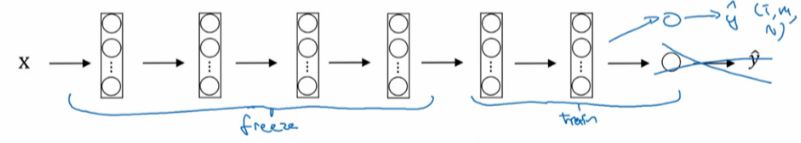 ŷ (T, M,
N)
x ŷ
freeze train